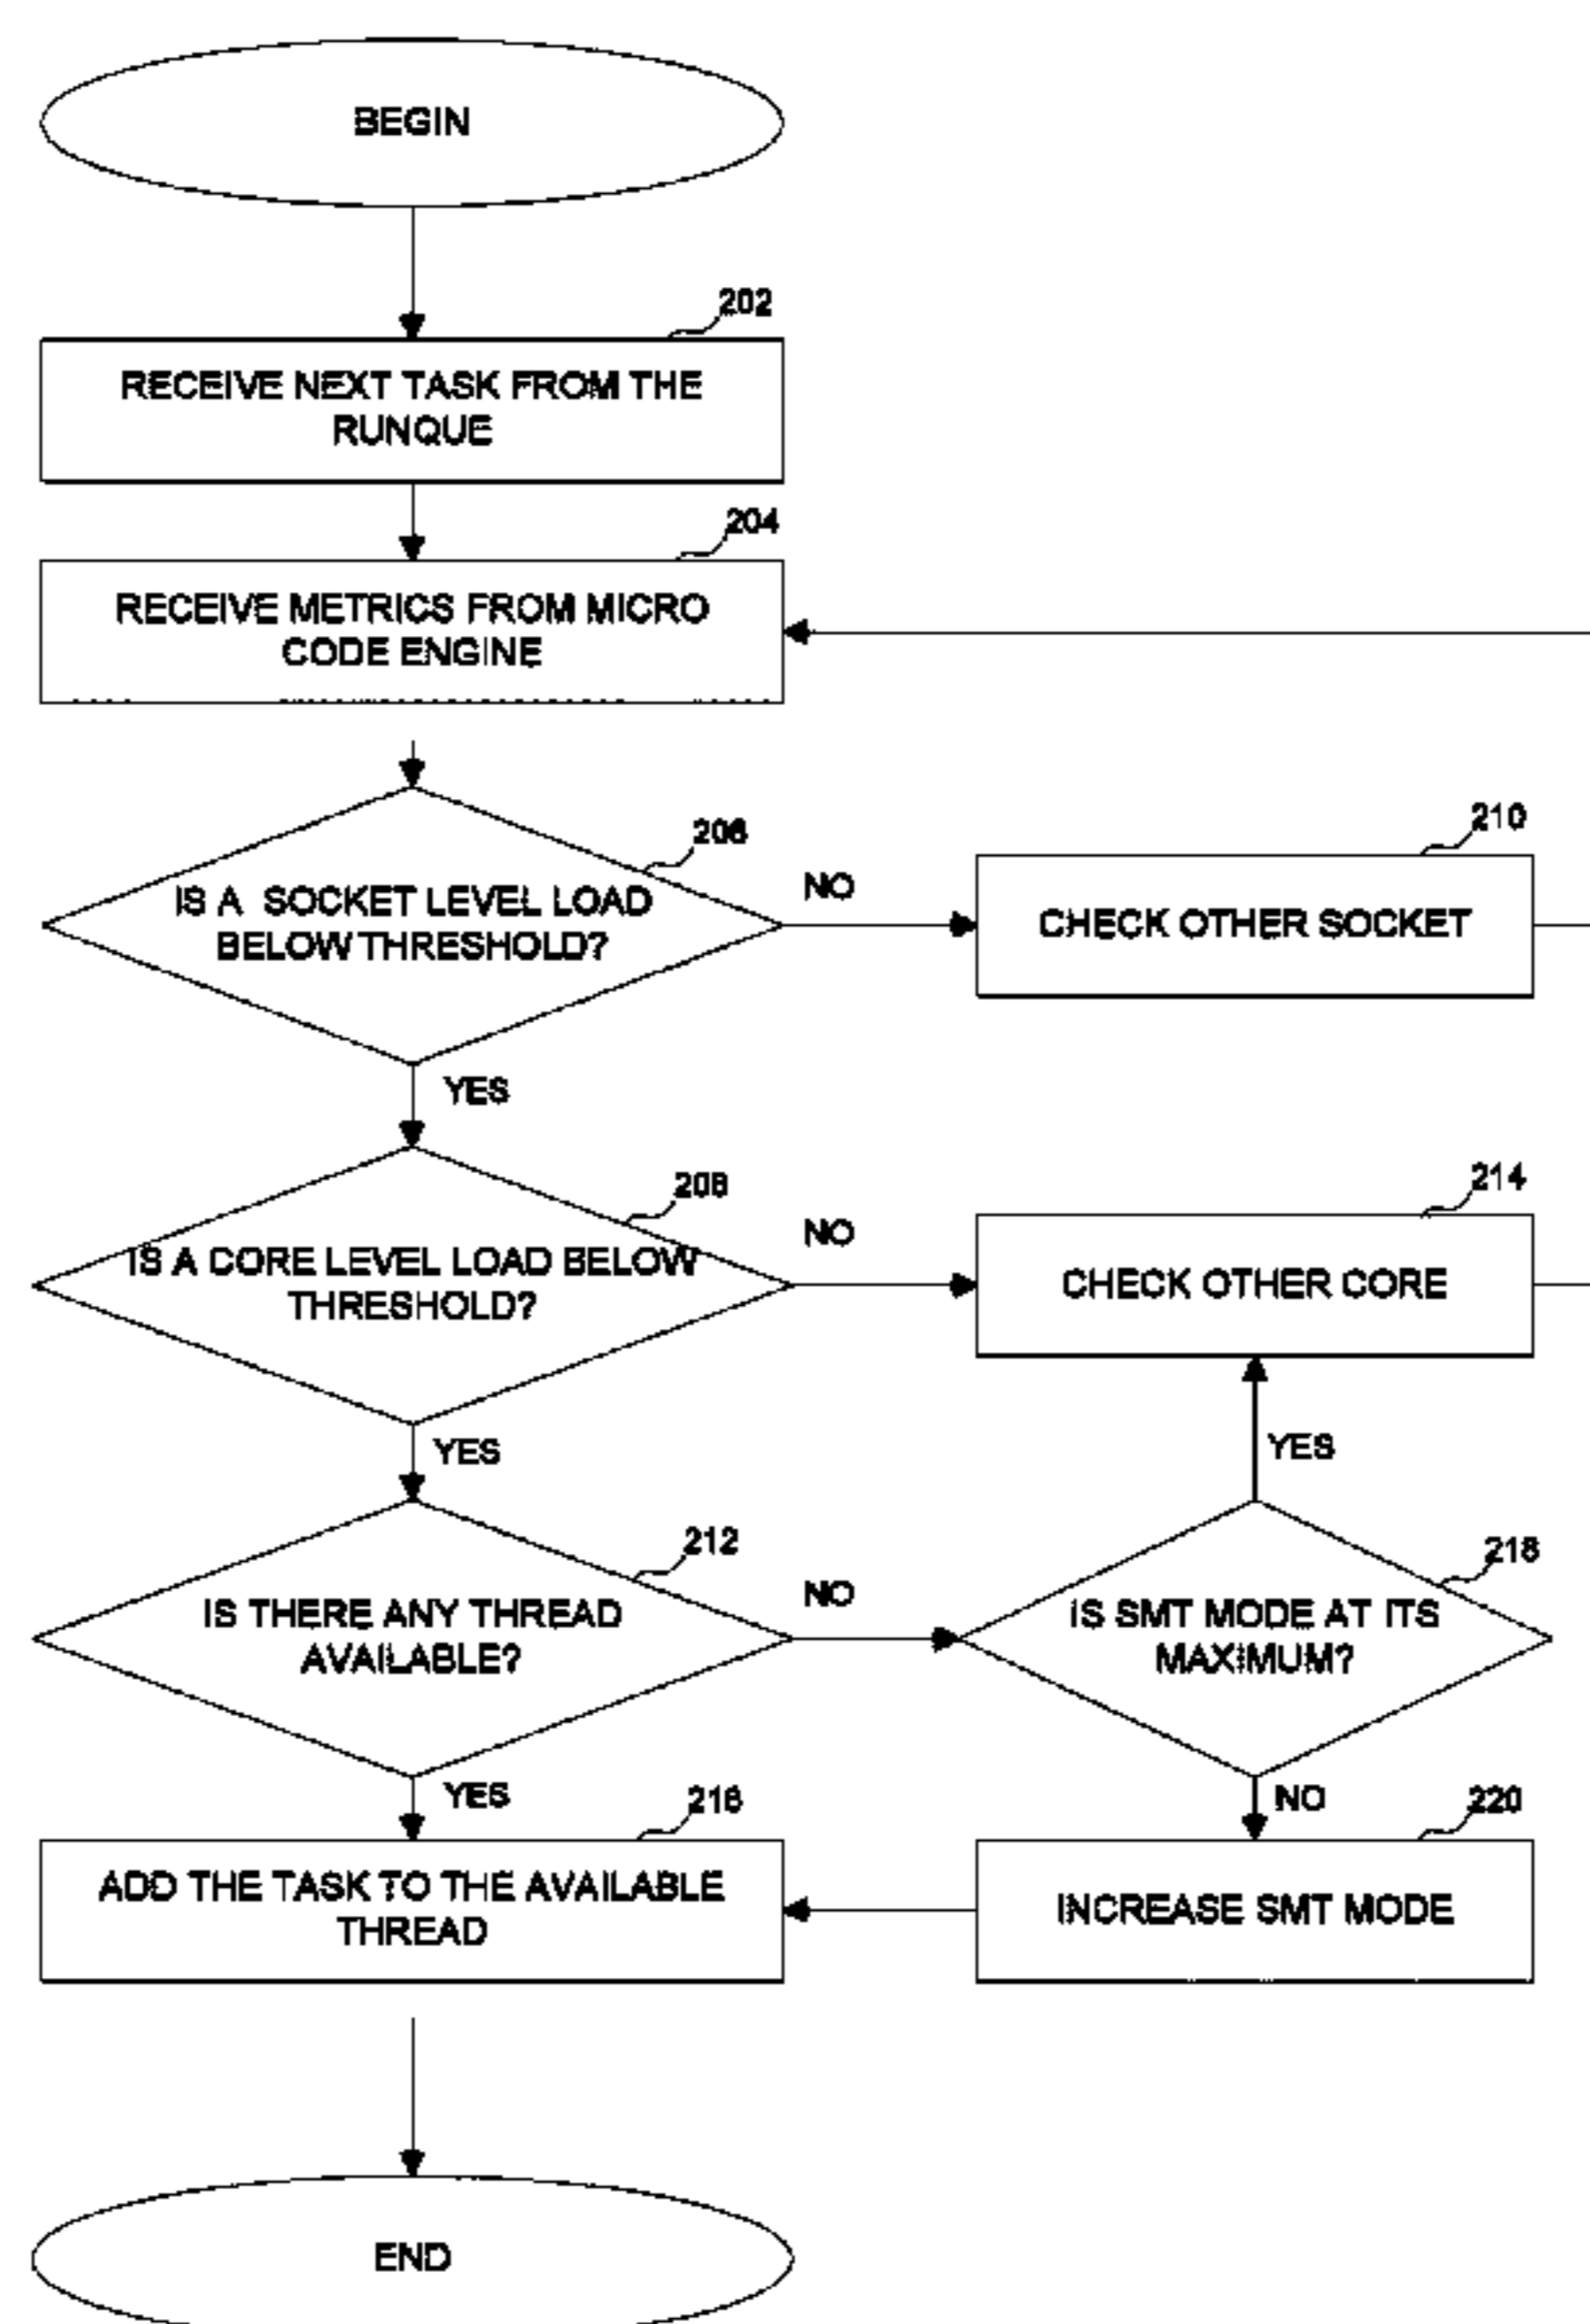 BEGIN
202
RECEIVE NEXT TASK FROM THE
RUNQUE
204
RECEIVE METRICS FROM MICRO
CODE ENGINE
206
IS A SOCKET LEVEL LOAD
BELOW THRESHOLD?
NO
210
CHECK OTHER SOCKET
YES
208
IS A CORE LEVEL LOAD BELOW
THRESHOLD?
NO
214
CHECK OTHER CORE
YES
YES
212
IS THERE ANY THREAD
AVAILABLE?
NO
218
IS SMT MODE AT ITS
MAXIMUM?
YES
NO
216
ADD THE TASK TO THE AVAILABLE
THREAD
220
INCREASE SMT MODE
END